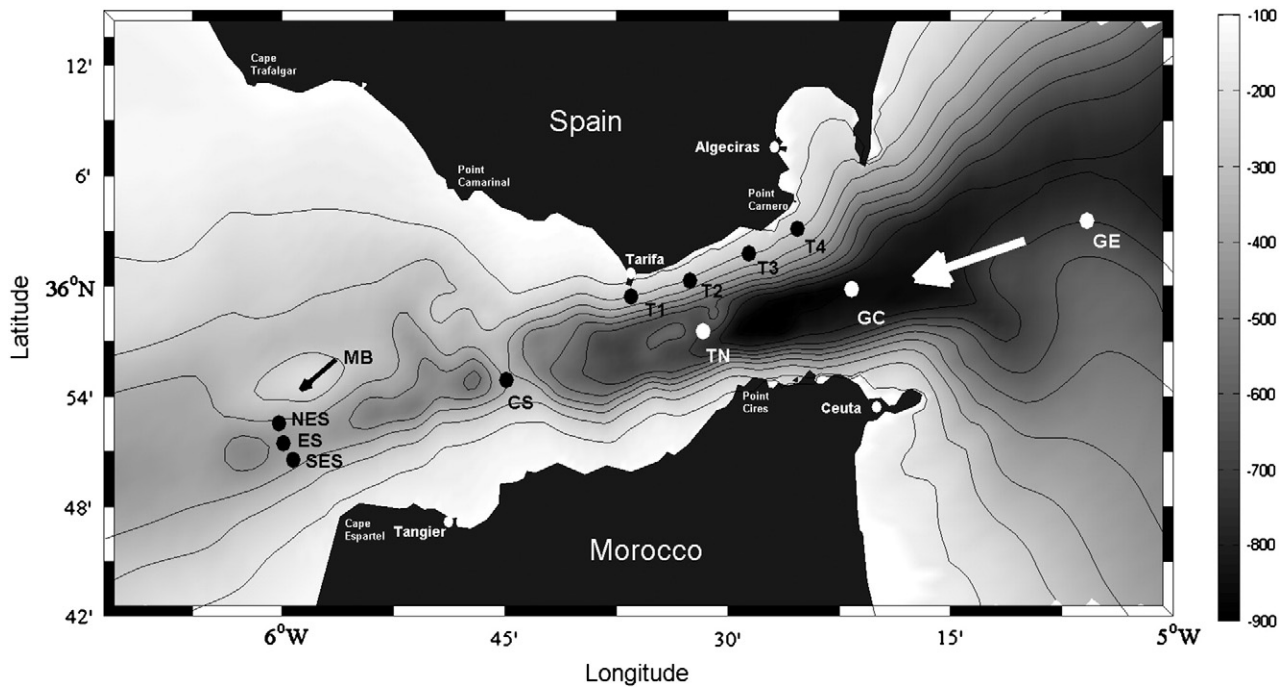 Cape
Trafalgar
Spain
Algeciras
Point
Camarinal
Point
Carnero
Tarifa
T1
T2
T3
T4
GE
GC
TN
MB
CS
NES
ES
SES
Point
Cires
Ceuta
Cape
Espartel
Tangier
Morocco
12'
6'
36°N
54'
48'
42'
Latitude
6°W
45'
30'
15'
5°W
Longitude
-100
-200
-300
-400
-500
-600
-700
-800
-900